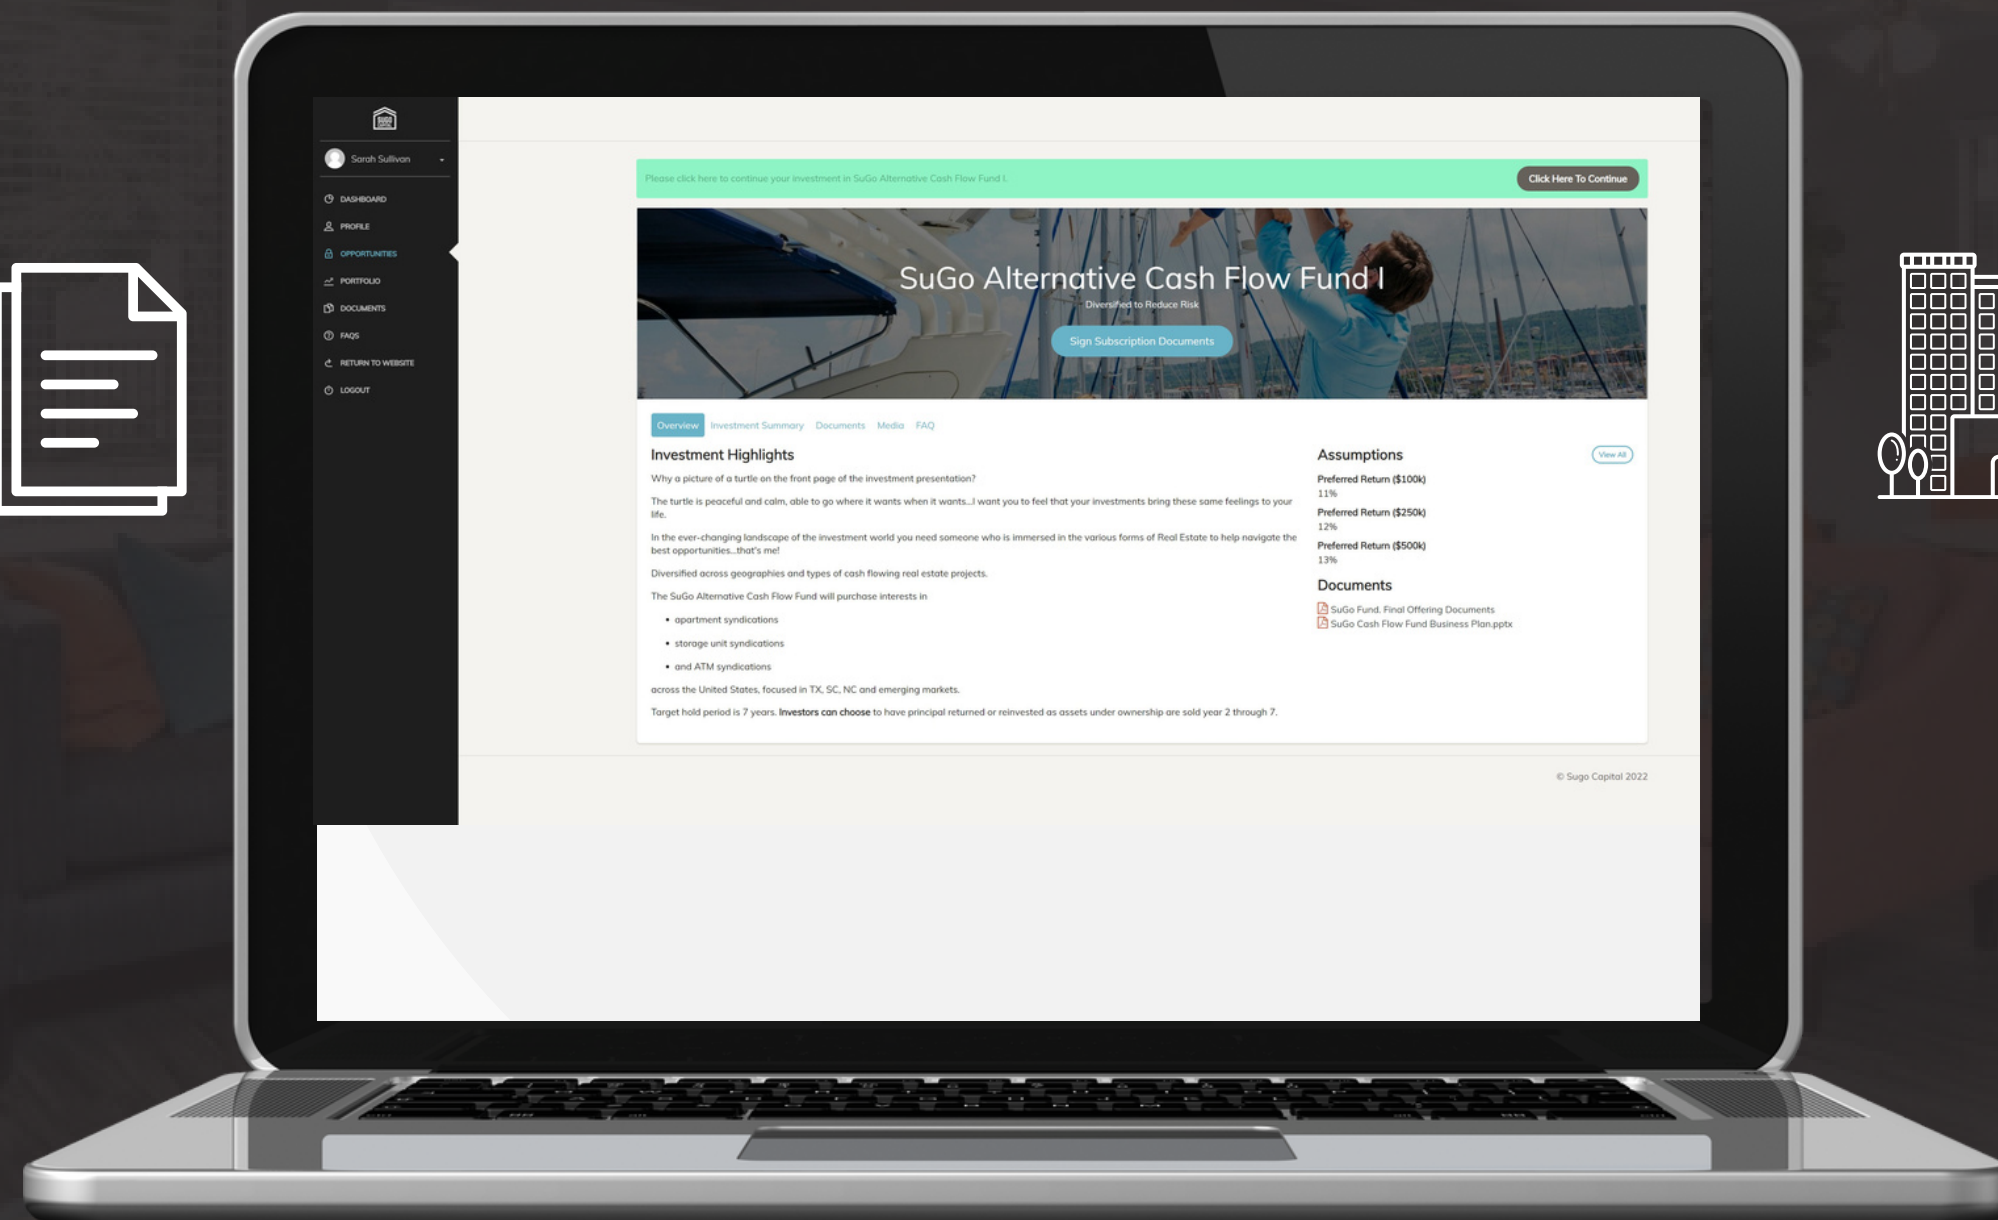 SUGO
CAPITAL
Sarah Sullivan
DASHBOARD
PROFILE
OPPORTUNITIES
PORTFOLIO
DOCUMENTS
FAQS
RETURN TO WEBSITE
LOGOUT
Please click here to continue your investment in SuGo Alternative Cash Flow Fund I.
Click Here To Continue
SuGo Alternative Cash Flow Fund I
Diversified to Reduce Risk
Sign Subscription Documents
Overview Investment Summary Documents Media FAQ
Investment Highlights
Why a picture of a turtle on the front page of the investment presentation?
The turtle is peaceful and calm, able to go where it wants when it wants...I want you to feel that your investments bring these same feelings to your
life.
In the ever-changing landscape of the investment world you need someone who is immersed in the various forms of Real Estate to help navigate the
best opportunities...that's me!
Diversified across geographies and types of cash flowing real estate projects.
The SuGo Alternative Cash Flow Fund will purchase interests in
• apartment syndications
• storage unit syndications
• and ATM syndications
across the United States, focused in TX, SC, NC and emerging markets.
Target hold period is 7 years. Investors can choose to have principal returned or reinvested as assets under ownership are sold year 2 through 7.
Assumptions
View All
Preferred Return ($100k)
11%
Preferred Return ($250k)
12%
Preferred Return ($500k)
13%
Documents
SuGo Fund. Final Offering Documents
SuGo Cash Flow Fund Business Plan.pptx
© Sugo Capital 2022